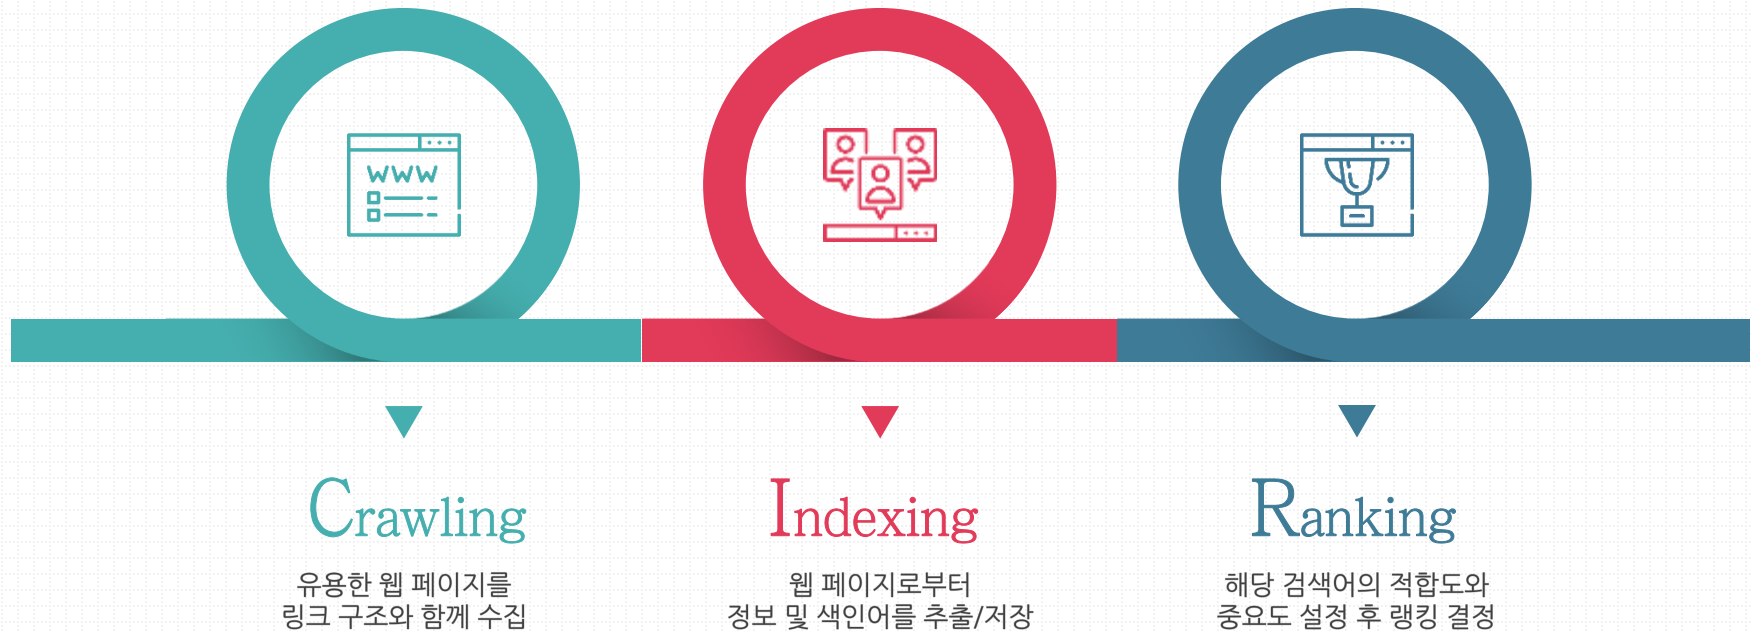 WWW
Crawling
유용한 웹 페이지를
링크 구조와 함께 수집
Indexing
웹 페이지로부터
정보 및 색인어를 추출/저장
Ranking
해당 검색어의 적합도와
중요도 설정 후 랭킹 결정